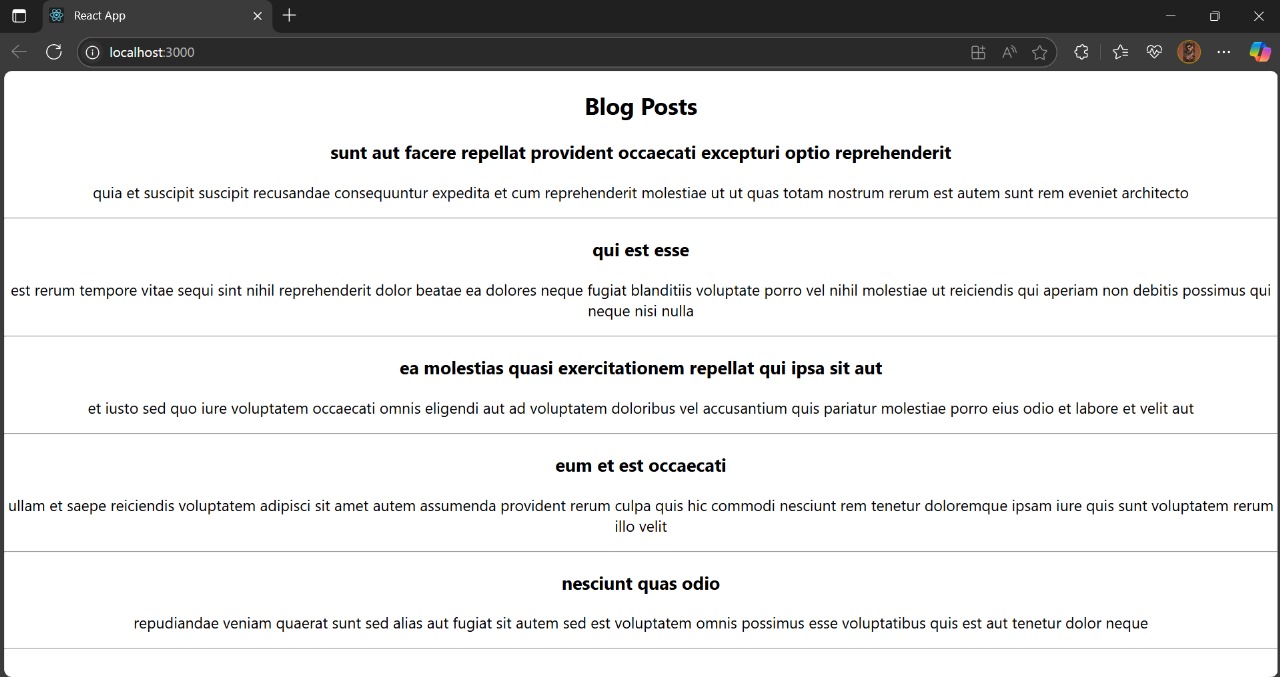 React App
localhost:3000
Blog Posts
sunt aut facere repellat provident occaecati excepturi optio reprehenderit
quia et suscipit suscipit recusandae consequuntur expedita et cum reprehenderit molestiae ut ut quas totam nostrum rerum est autem sunt rem eveniet architecto
qui est esse
est rerum tempore vitae sequi sint nihil reprehenderit dolor beatae ea dolores neque fugiat blanditiis voluptate porro vel nihil molestiae ut reiciendis qui aperiam non debitis possimus qui
neque nisi nulla
ea molestias quasi exercitationem repellat qui ipsa sit aut
et iusto sed quo iure voluptatem occaecati omnis eligendi aut ad voluptatem doloribus vel accusantium quis pariatur molestiae porro eius odio et labore et velit aut
eum et est occaecati
ullam et saepe reiciendis voluptatem adipisci sit amet autem assumenda provident rerum culpa quis hic commodi nesciunt rem tenetur doloremque ipsam iure quis sunt voluptatem rerum
illo velit
nesciunt quas odio
repudiandae veniam quaerat sunt sed alias aut fugiat sit autem sed est voluptatem omnis possimus esse voluptatibus quis est aut tenetur dolor neque